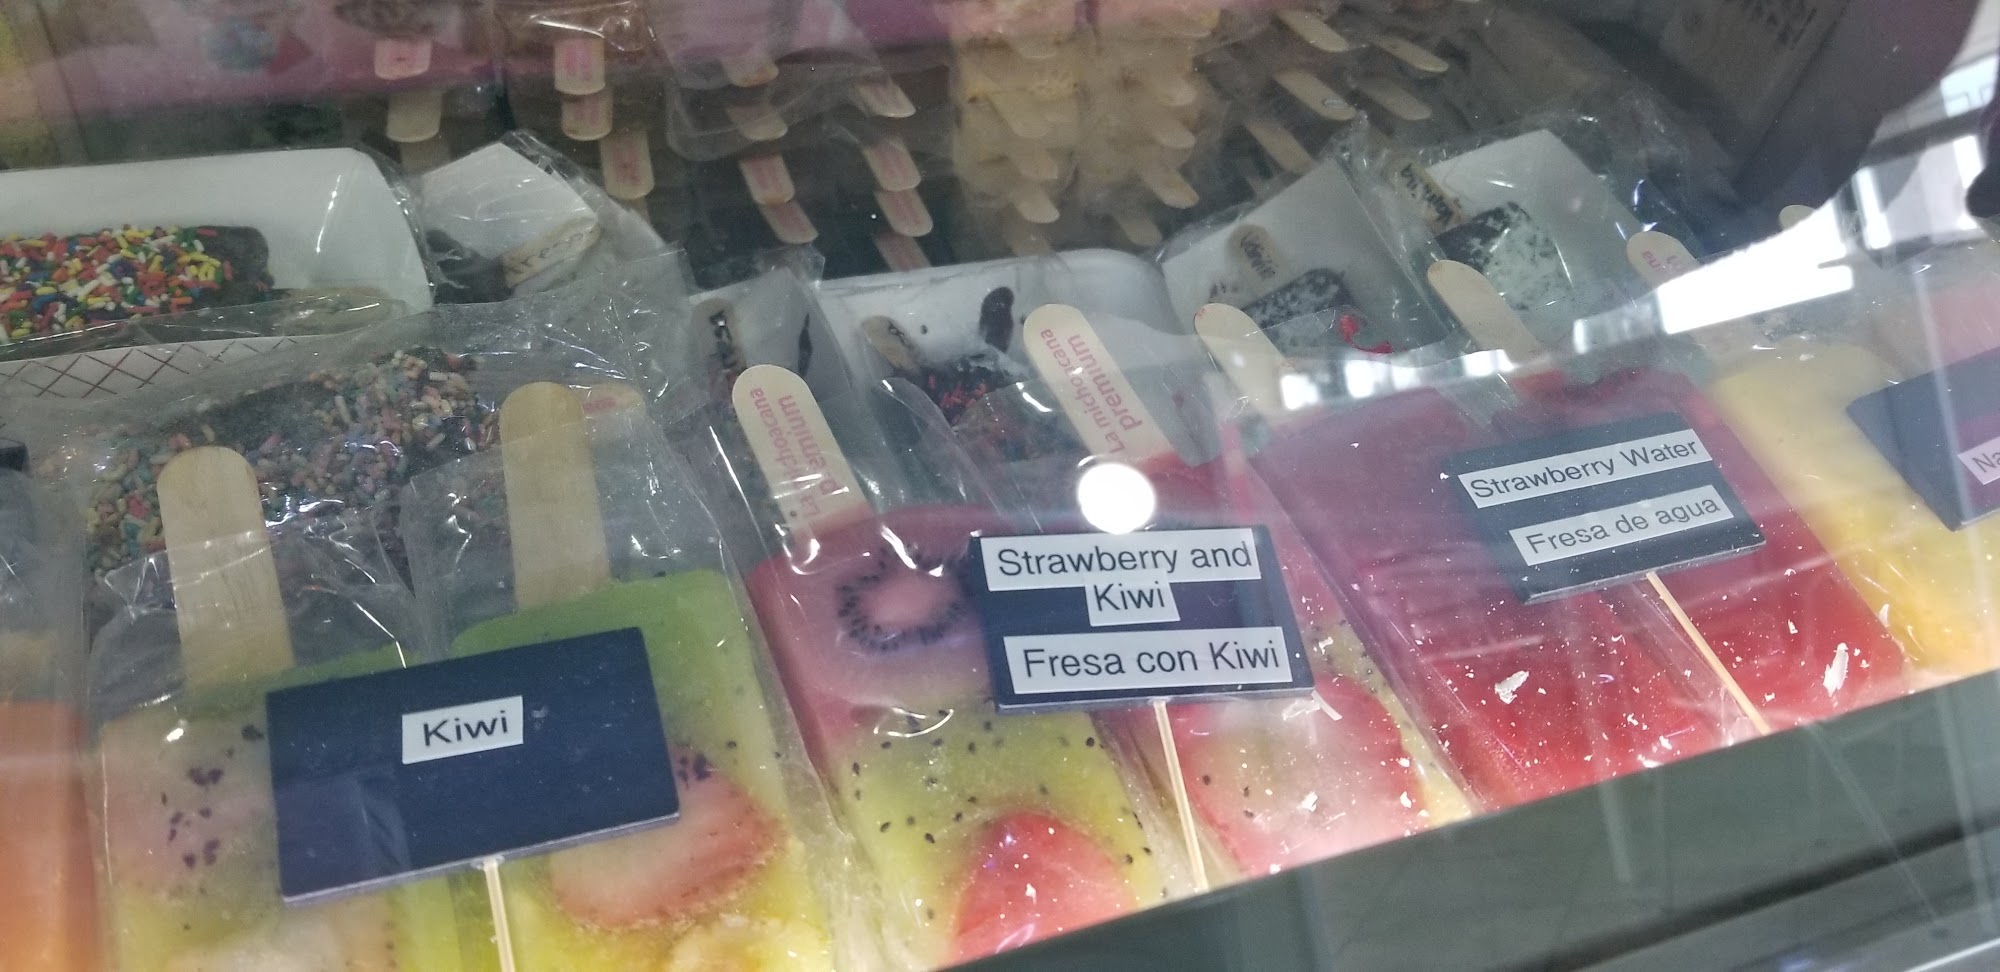 Kiwi
Strawberry and
Kiwi
Fresa con Kiwi
Strawberry Water
Fresa de agua
La michoacana
premium
La michoacana
premium